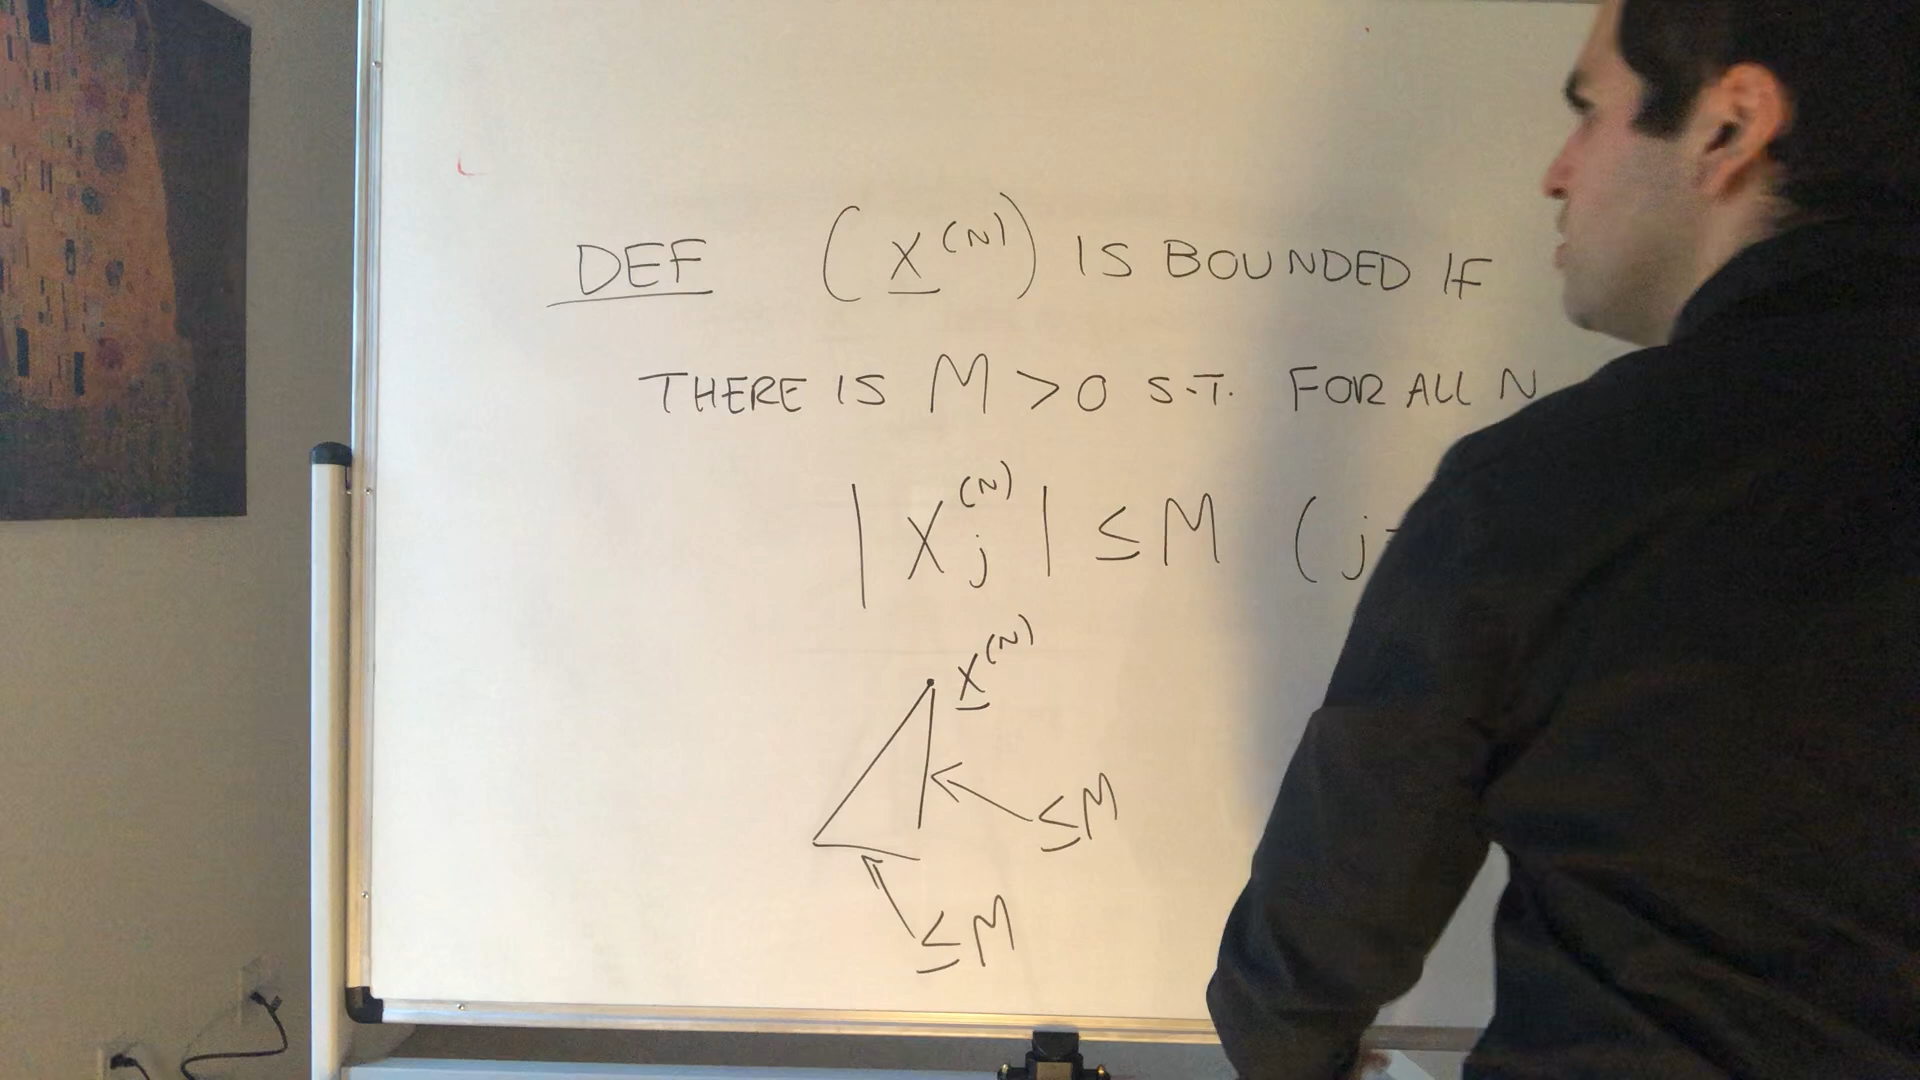 DEF (x^(N)) IS BOUNDED IF
THERE IS M > 0 S.T. FOR ALL N
|x_j^(N)| ≤ M (j
x^(N)
≤ M
≤ M